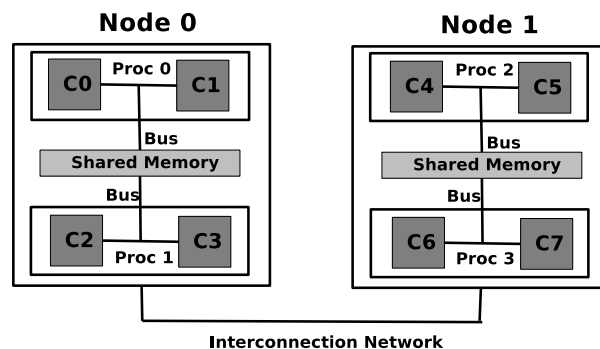 Node 0
Node 1
C0 Proc 0 C1
C4 Proc 2 C5
Bus
Bus
Shared Memory
Shared Memory
Bus
Bus
C2 Proc 1 C3
C6 Proc 3 C7
Interconnection Network